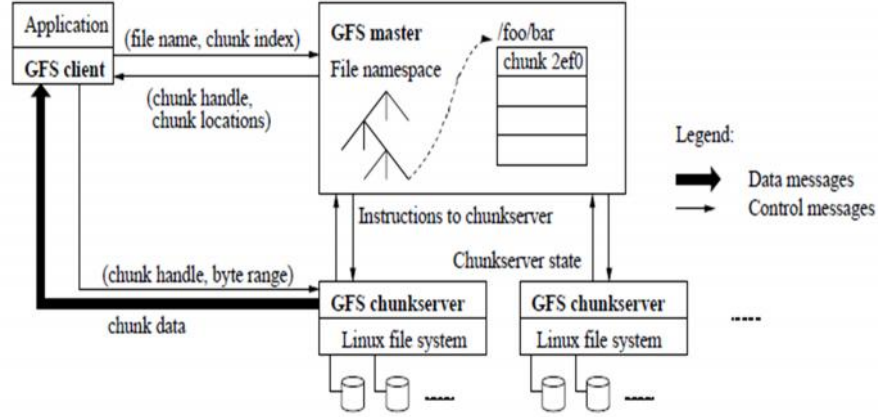 Application
GFS client
(file name, chunk index)
(chunk handle,
chunk locations)
GFS master
File namespace
/foo/bar
chunk 2ef0
Legend:
Data messages
Control messages
Instructions to chunkserver
Chunkserver state
(chunk handle, byte range)
chunk data
GFS chunkserver
Linux file system
GFS chunkserver
Linux file system